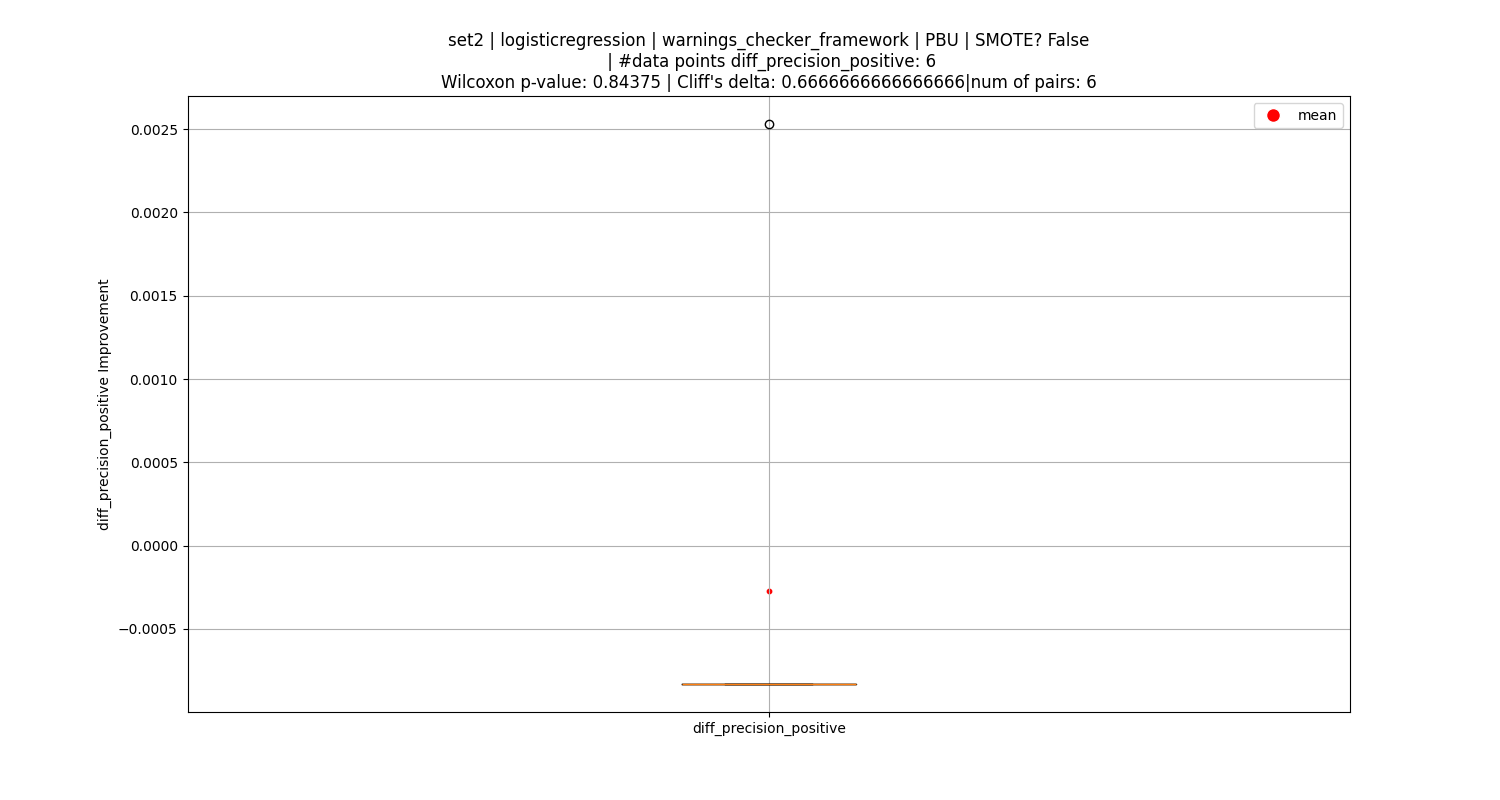 set2 | logisticregression | warnings_checker_framework | PBU | SMOTE? False
| #data points diff_precision_positive: 6
Wilcoxon p-value: 0.84375 | Cliff's delta: 0.6666666666666666|num of pairs: 6
mean
0.0025
0.0020
0.0015
0.0010
0.0005
0.0000
−0.0005
diff_precision_positive Improvement
diff_precision_positive